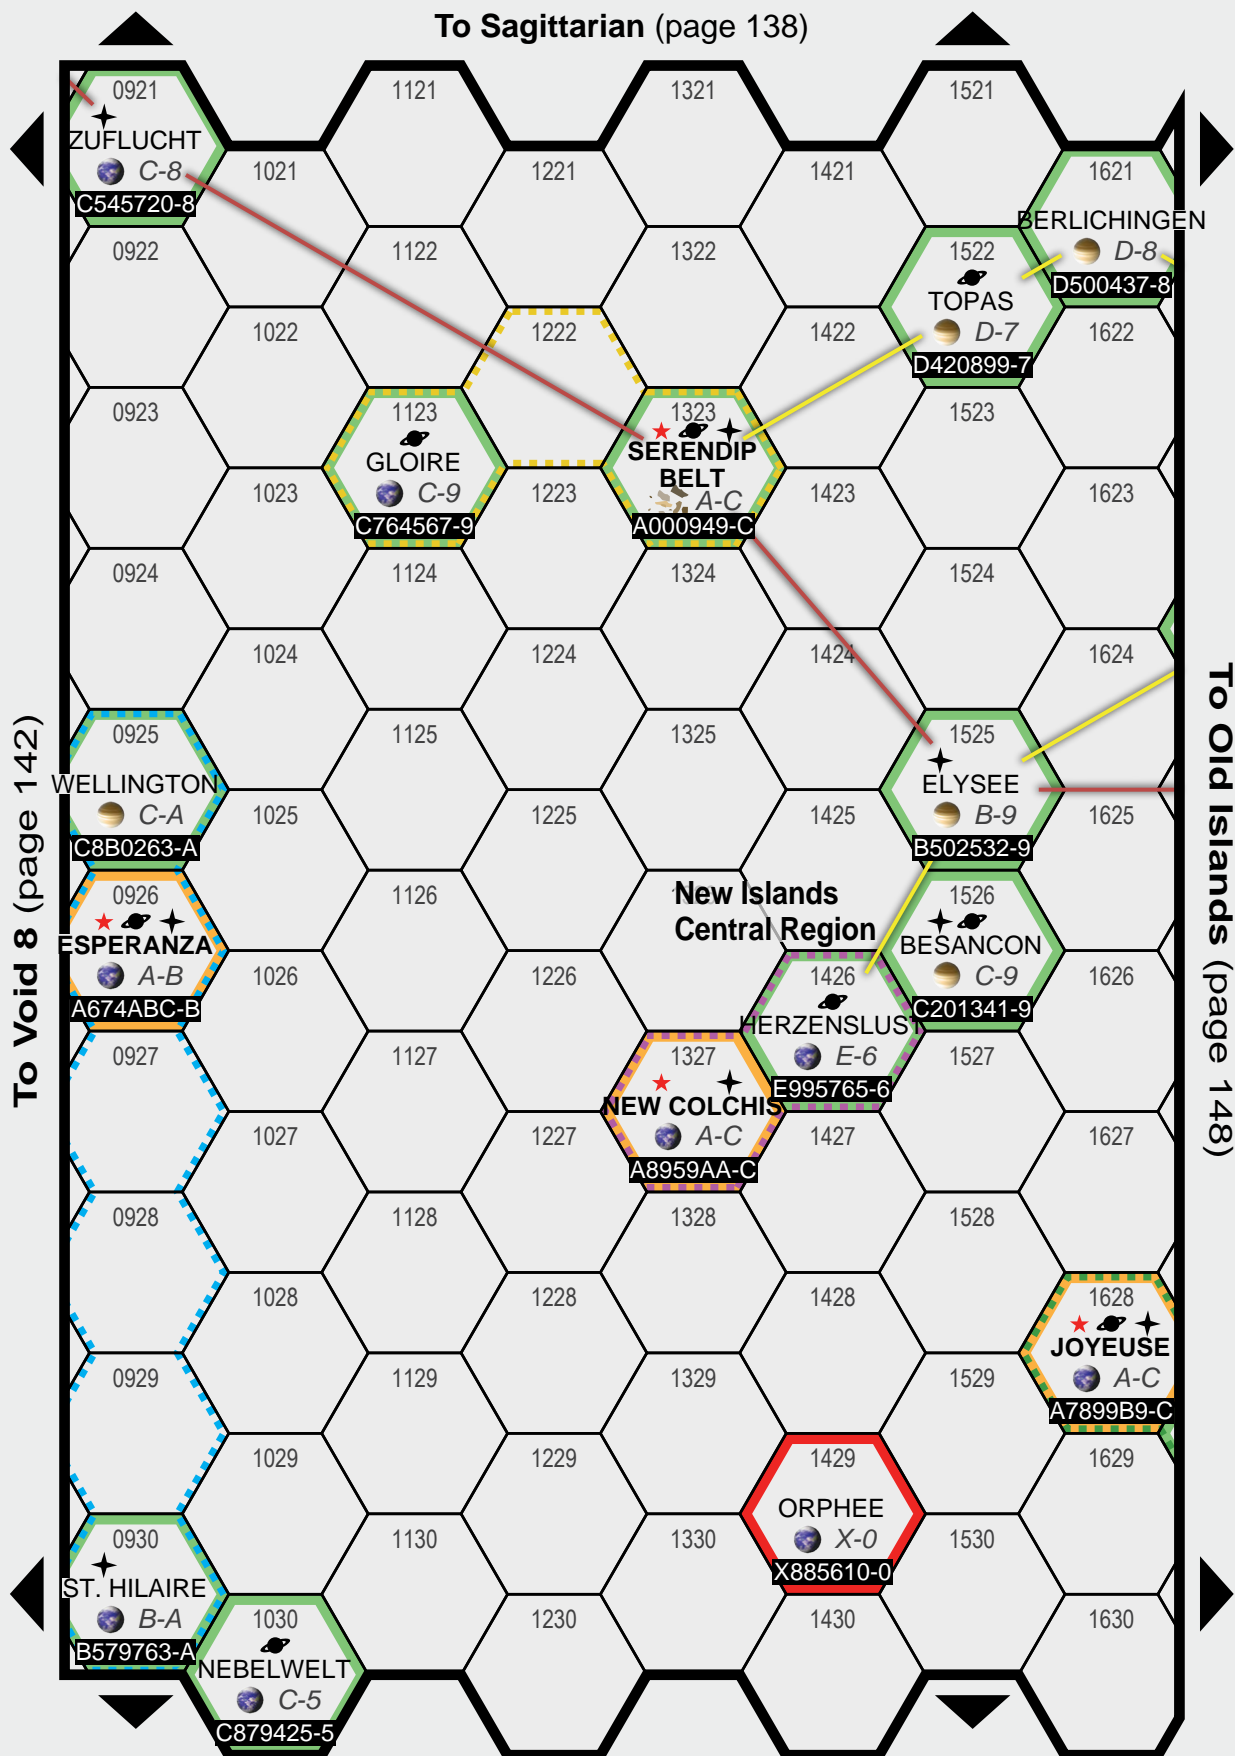 To Sagittarian (page 138)
0921
1121
1321
1521
ZUFLUCHT
C-8
C545720-8
1021
1221
1421
1621
BERLICHINGEN
D-8
D500437-8
0922
1122
1322
1522
TOPAS
D-7
D420899-7
1022
1222
1422
1622
0923
1123
GLOIRE
C-9
C764567-9
1323
SERENDIP
BELT
A-C
A000949-C
1523
1023
1223
1423
1623
0924
1124
1324
1524
1024
1224
1424
1624
To Void 8 (page 142)
To Old Islands (page 148)
0925
WELLINGTON
C-A
C8B0263-A
1125
1325
1525
ELYSEE
B-9
B502532-9
1025
1225
1425
1625
0926
ESPERANZA
A-B
A674ABC-B
1126
New Islands
Central Region
1526
BESANCON
C-9
C201341-9
1026
1226
1426
HERZENSLUST
E-6
E995765-6
1626
0927
1127
1327
NEW COLCHIS
A-C
A8959AA-C
1527
1027
1227
1427
1627
0928
1128
1328
1528
1028
1228
1428
1628
JOYEUSE
A-C
A7899B9-C
0929
1129
1329
1529
1029
1229
1429
ORPHEE
X-0
X885610-0
1629
0930
ST. HILAIRE
B-A
B579763-A
1130
1330
1530
1030
NEBELWELT
C-5
C879425-5
1230
1430
1630